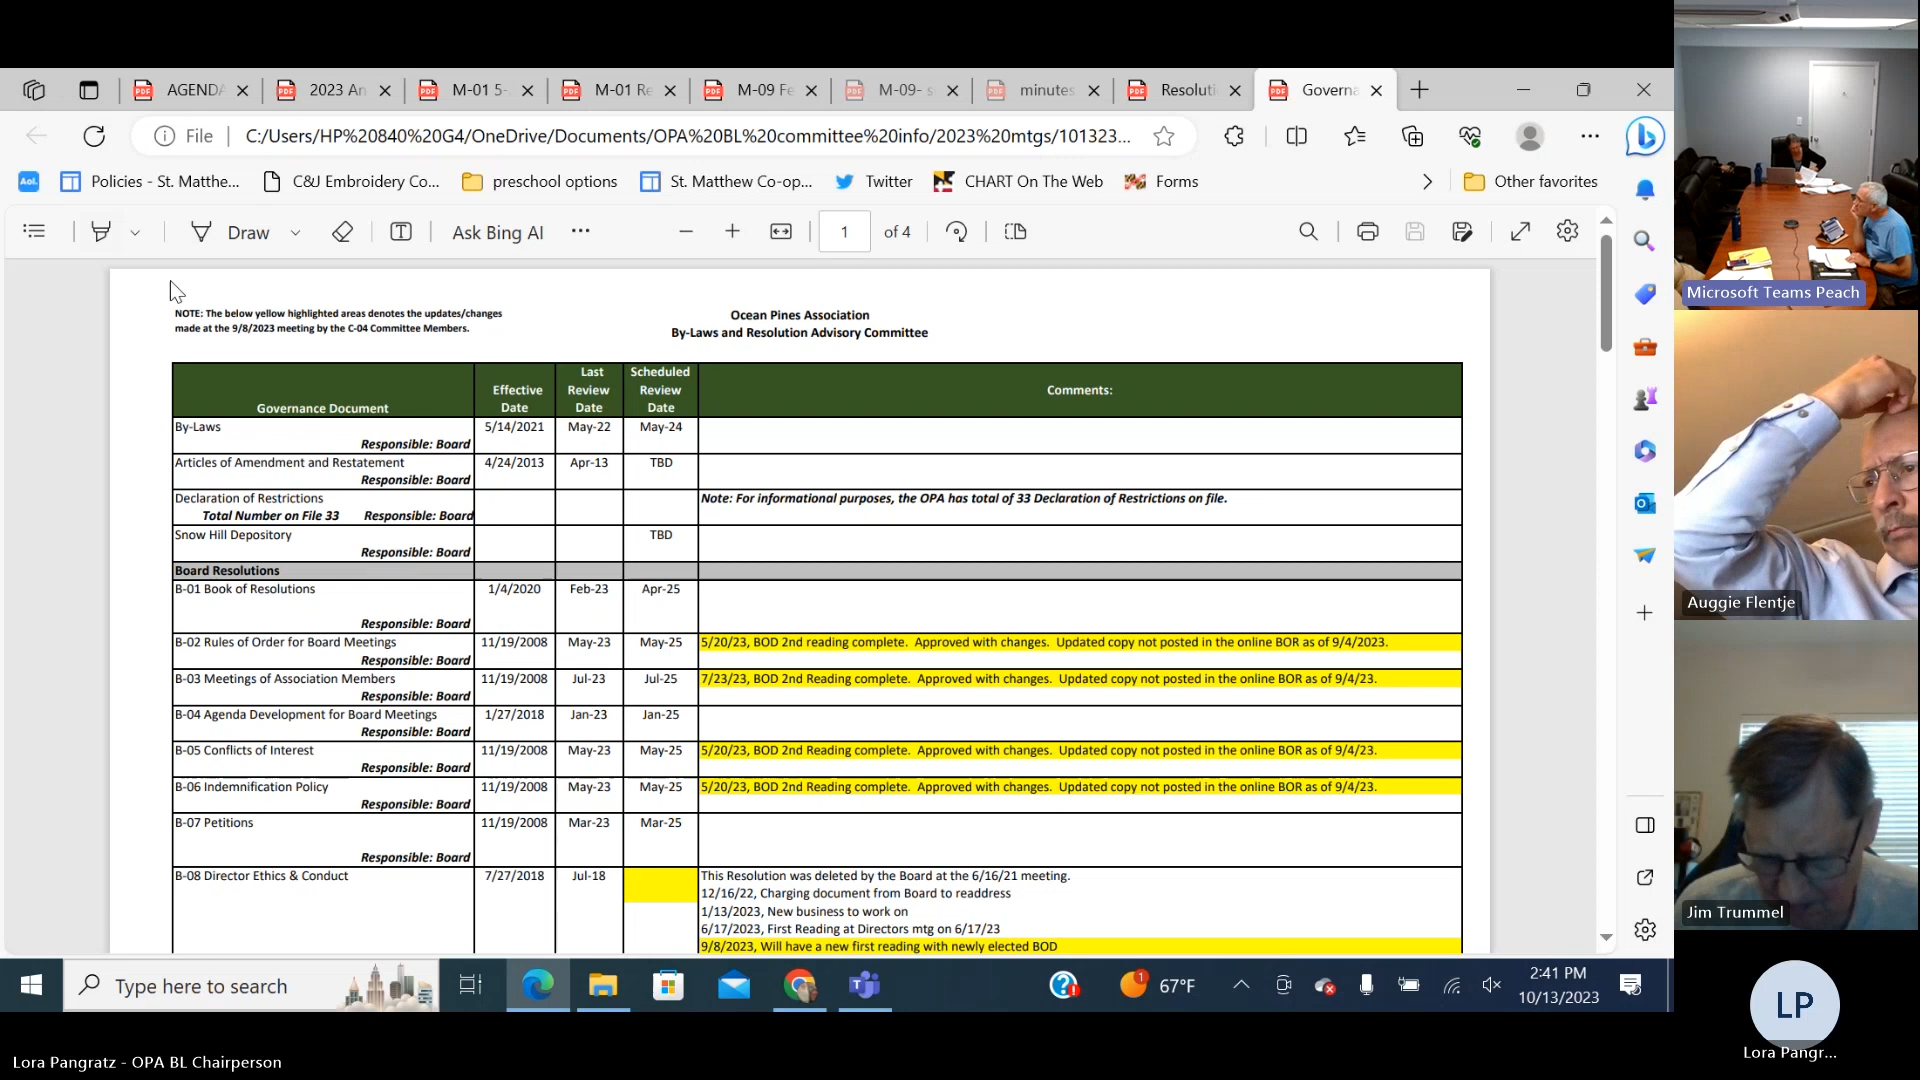 AGENDA
2023 An
M-01 5-
M-01 Re
M-09 Fe
M-09- s
minutes
Resoluti
Governa
File
C:/Users/HP%20840%20G4/OneDrive/Documents/OPA%20BL%20committee%20info/2023%20mtgs/101323...
Aol.
Policies - St. Matthe...
C&J Embroidery Co...
preschool options
St. Matthew Co-op...
Twitter
CHART On The Web
Forms
Other favorites
Draw
Ask Bing AI
1
of 4
NOTE: The below yellow highlighted areas denotes the updates/changes
made at the 9/8/2023 meeting by the C-04 Committee Members.
Ocean Pines Association
By-Laws and Resolution Advisory Committee
Governance Document
Effective
Date
Last
Review
Date
Scheduled
Review
Date
Comments:
By-Laws 5/14/2021 May-22 May-24
Responsible: Board
Articles of Amendment and Restatement 4/24/2013 Apr-13 TBD
Responsible: Board
Declaration of Restrictions Note: For informational purposes, the OPA has total of 33 Declaration of Restrictions on file.
Total Number on File 33 Responsible: Board
Snow Hill Depository TBD
Responsible: Board
Board Resolutions
B-01 Book of Resolutions 1/4/2020 Feb-23 Apr-25
Responsible: Board
B-02 Rules of Order for Board Meetings 11/19/2008 May-23 May-25 5/20/23, BOD 2nd reading complete. Approved with changes. Updated copy not posted in the online BOR as of 9/4/2023.
Responsible: Board
B-03 Meetings of Association Members 11/19/2008 Jul-23 Jul-25 7/23/23, BOD 2nd Reading complete. Approved with changes. Updated copy not posted in the online BOR as of 9/4/23.
Responsible: Board
B-04 Agenda Development for Board Meetings 1/27/2018 Jan-23 Jan-25
Responsible: Board
B-05 Conflicts of Interest 11/19/2008 May-23 May-25 5/20/23, BOD 2nd Reading complete. Approved with changes. Updated copy not posted in the online BOR as of 9/4/23.
Responsible: Board
B-06 Indemnification Policy 11/19/2008 May-23 May-25 5/20/23, BOD 2nd Reading complete. Approved with changes. Updated copy not posted in the online BOR as of 9/4/23.
Responsible: Board
B-07 Petitions 11/19/2008 Mar-23 Mar-25
Responsible: Board
B-08 Director Ethics & Conduct 7/27/2018 Jul-18 This Resolution was deleted by the Board at the 6/16/21 meeting.
12/16/22, Charging document from Board to readdress
1/13/2023, New business to work on
6/17/2023, First Reading at Directors mtg on 6/17/23
9/8/2023, Will have a new first reading with newly elected BOD
Type here to search
1
67°F
2:41 PM
10/13/2023
Microsoft Teams Peach
Auggie Flentje
Jim Trummel
LP
Lora Pangr...
Lora Pangratz - OPA BL Chairperson